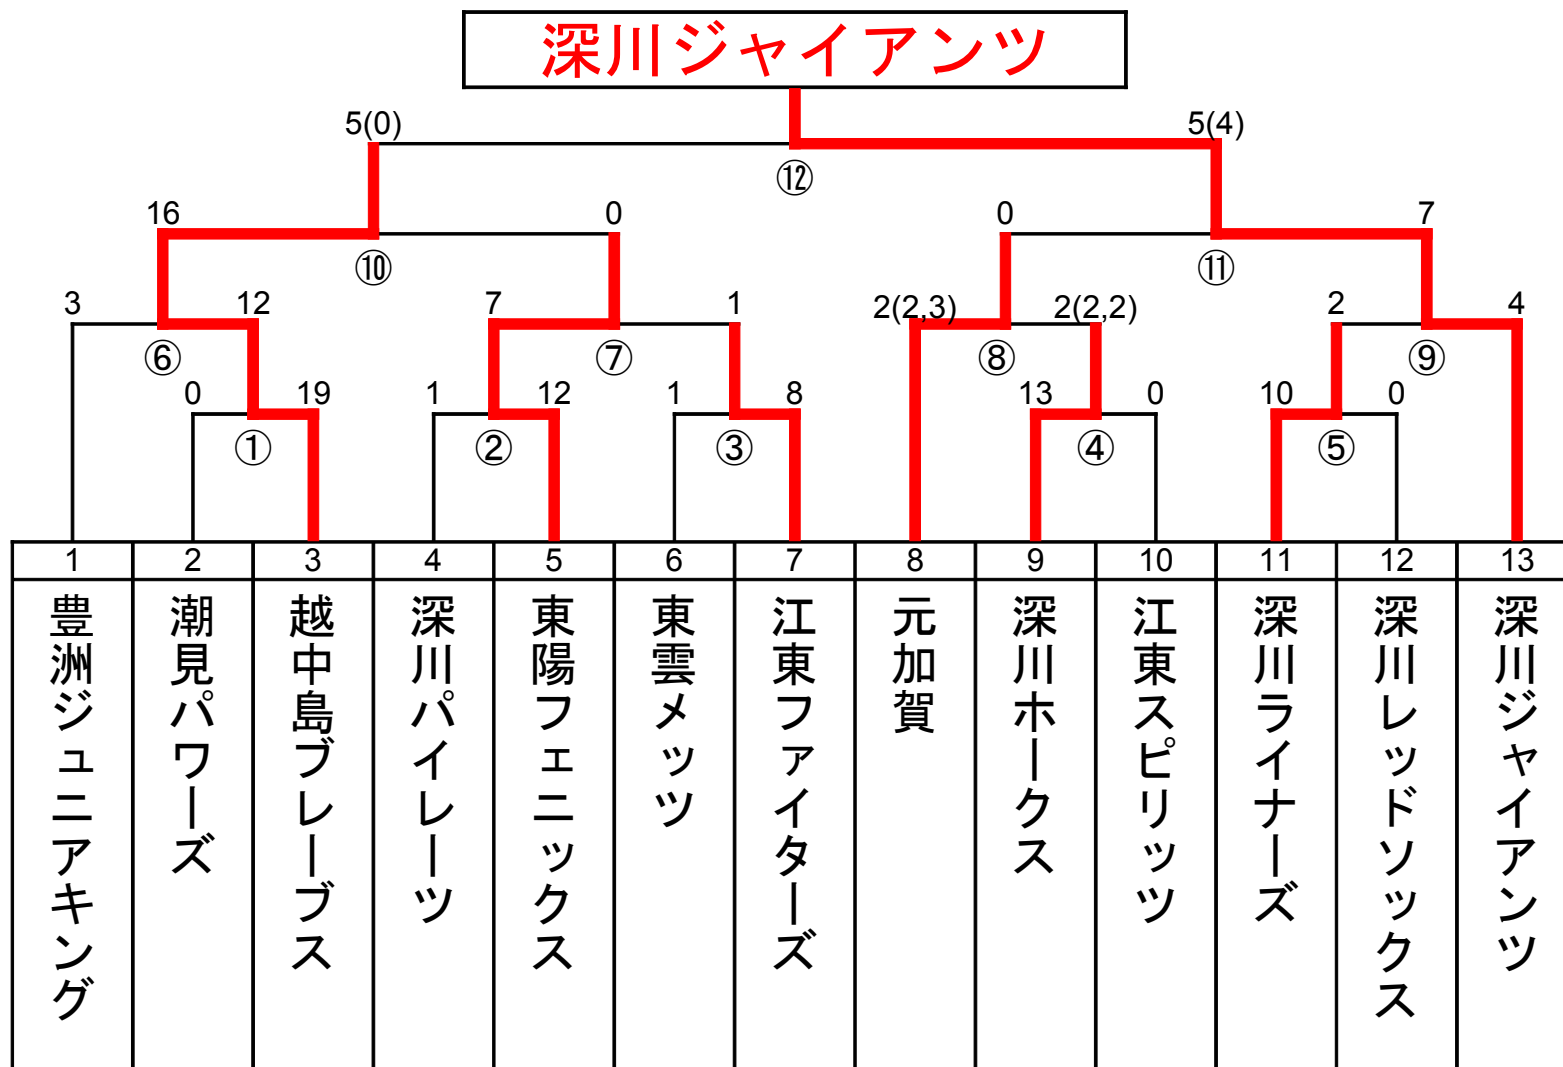 深川ジャイアンツ
5(0) 5(4)
⑫
16 0 0 7
⑩ ⑪
3 12 7 1 2(2,3) 2(2,2) 2 4
⑥ ⑦ ⑧ ⑨
0 19 1 12 1 8 13 0 10 0
① ② ③ ④ ⑤
1 2 3 4 5 6 7 8 9 10 11 12 13
豊洲ジュニアキング
潮見パワーズ
越中島ブレーブス
深川パイレーツ
東陽フェニックス
東雲メッツ
江東ファイターズ
元加賀
深川ホークス
江東スピリッツ
深川ライナーズ
深川レッドソックス
深川ジャイアンツ